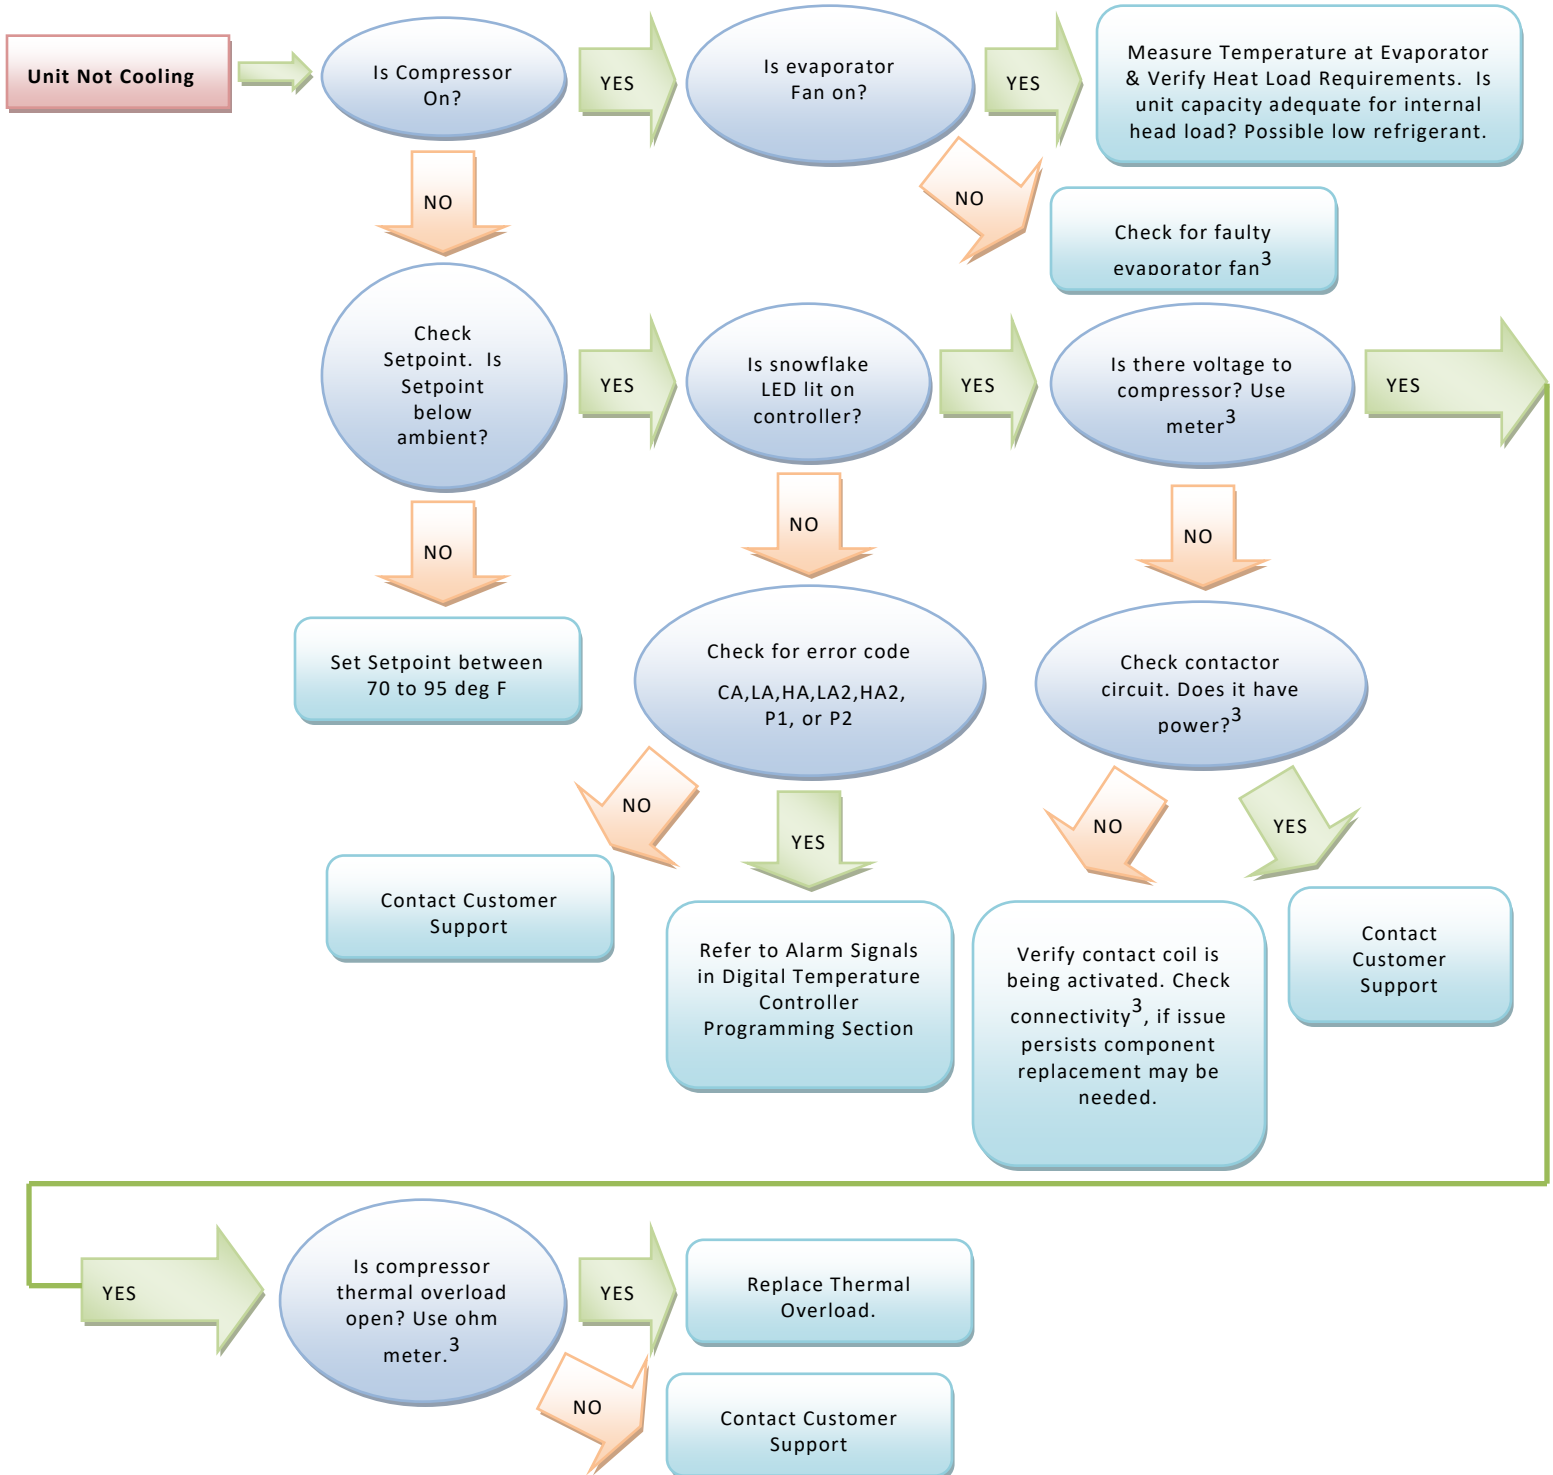 Unit Not Cooling
Is Compressor
On?
YES
Is evaporator
Fan on?
YES
Measure Temperature at Evaporator
& Verify Heat Load Requirements. Is
unit capacity adequate for internal
head load? Possible low refrigerant.
NO
NO
Check for faulty
evaporator fan3
Check
Setpoint. Is
Setpoint
below
ambient?
YES
Is snowflake
LED lit on
controller?
YES
Is there voltage to
compressor? Use
meter3
YES
NO
NO
NO
Set Setpoint between
70 to 95 deg F
Check for error code
CA,LA,HA,LA2,HA2,
P1, or P2
Check contactor
circuit. Does it have
power?3
NO
YES
NO
YES
Contact Customer
Support
Refer to Alarm Signals
in Digital Temperature
Controller
Programming Section
Verify contact coil is
being activated. Check
connectivity3, if issue
persists component
replacement may be
needed.
Contact
Customer
Support
YES
Is compressor
thermal overload
open? Use ohm
meter.3
YES
Replace Thermal
Overload.
NO
Contact Customer
Support